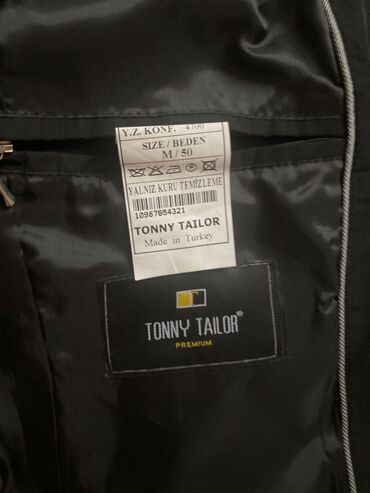 Y.Z. KONF. 4700
SIZE / BEDEN
M / 50
YALNIZ KURU TEMİZLEME
10987654321
TONNY TAILOR
Made in Turkey
TONNY TAILOR®
PREMIUM